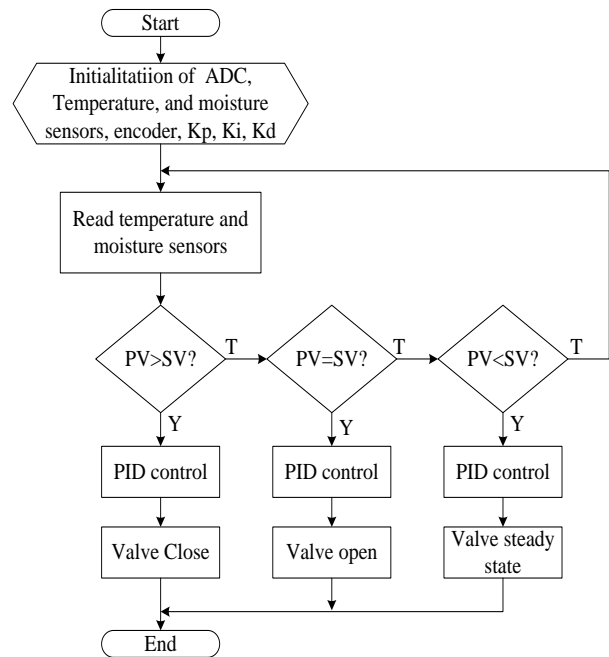 Start
Initialitatiion of ADC,
Temperature, and moisture
sensors, encoder, Kp, Ki, Kd
Read temperature and
moisture sensors
PV>SV?
T
PV=SV?
T
PV<SV?
T
Y
Y
Y
PID control
PID control
PID control
Valve Close
Valve open
Valve steady
state
End